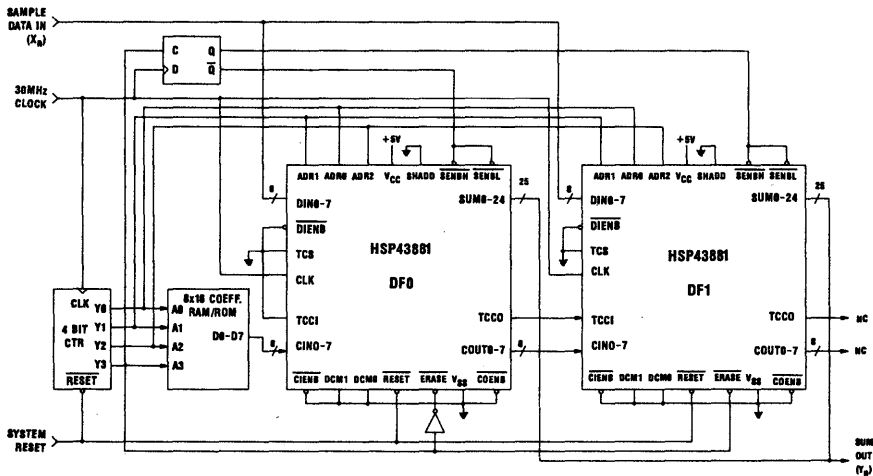 SAMPLE
DATA IN
(Xn)
30MHz
CLOCK
C Q
D Q
+5V
+5V
ADR1 ADR0 ADR2 VCC SHADD SENBH SENBL
ADR1 ADR0 ADR2 VCC SHADD SENBH SENBL
8
DIN0-7
SUM0-24
25
8
DIN0-7
SUM0-24
25
DIENB
DIENB
TCS
HSP43881
TCS
HSP43881
CLK
DF0
CLK
DF1
CLK
Y0
4 BIT
CTR
Y1
Y2
Y3
RESET
8x16 COEFF.
RAM/ROM
A0
A1
A2
A3
D0-D7
8
TCCI
TCCO
TCCI
TCCO
NC
CIN0-7
COUT0-7
8
CIN0-7
COUT0-7
8
NC
CIENB DCM1 DCM0 RESET ERASE VSS COENB
CIENB DCM1 DCM0 RESET ERASE VSS COENB
SYSTEM
RESET
SUM
OUT
(Yn)